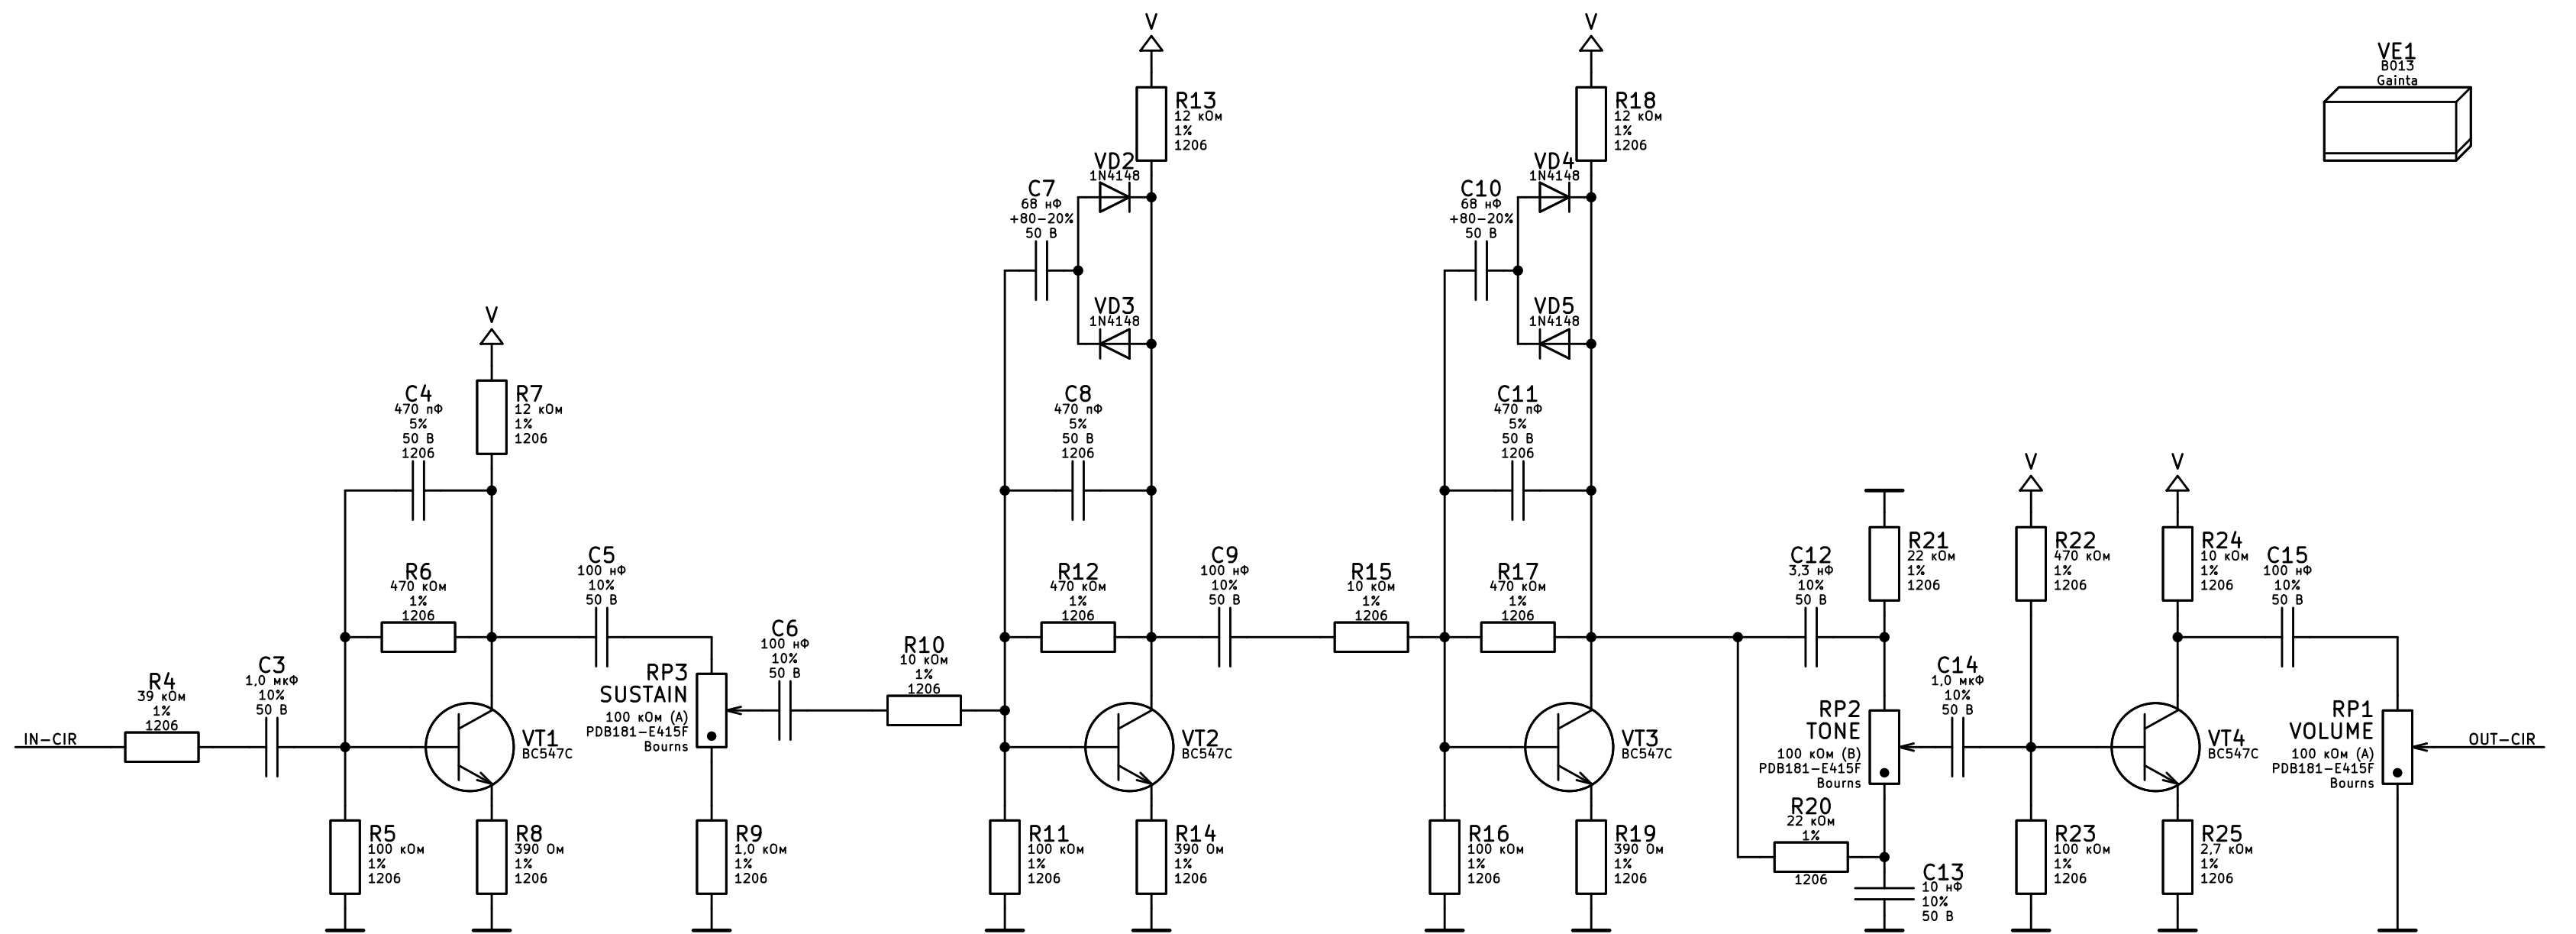 IN-CIR
R4
39 кОм
1%
1206
C3
1,0 мкФ
10%
50 В
C4
470 пФ
5%
50 В
1206
V
R7
12 кОм
1%
1206
R6
470 кОм
1%
1206
VT1
BC547C
R5
100 кОм
1%
1206
R8
390 Ом
1%
1206
C5
100 нФ
10%
50 В
RP3
SUSTAIN
100 кОм (A)
PDB181-E415F
Bourns
R9
1,0 кОм
1%
1206
C6
100 нФ
10%
50 В
R10
10 кОм
1%
1206
V
R13
12 кОм
1%
1206
VD2
1N4148
C7
68 нФ
+80-20%
50 В
VD3
1N4148
C8
470 пФ
5%
50 В
1206
R12
470 кОм
1%
1206
VT2
BC547C
R11
100 кОм
1%
1206
R14
390 Ом
1%
1206
C9
100 нФ
10%
50 В
R15
10 кОм
1%
1206
V
R18
12 кОм
1%
1206
VD4
1N4148
C10
68 нФ
+80-20%
50 В
VD5
1N4148
C11
470 пФ
5%
50 В
1206
R17
470 кОм
1%
1206
VT3
BC547C
R16
100 кОм
1%
1206
R19
390 Ом
1%
1206
C12
3,3 нФ
10%
50 В
R21
22 кОм
1%
1206
RP2
TONE
100 кОм (B)
PDB181-E415F
Bourns
R20
22 кОм
1%
1206
C13
10 нФ
10%
50 В
C14
1,0 мкФ
10%
50 В
V
R22
470 кОм
1%
1206
R23
100 кОм
1%
1206
V
R24
10 кОм
1%
1206
VT4
BC547C
R25
2,7 кОм
1%
1206
C15
100 нФ
10%
50 В
RP1
VOLUME
100 кОм (A)
PDB181-E415F
Bourns
OUT-CIR
VE1
B013
Gainta